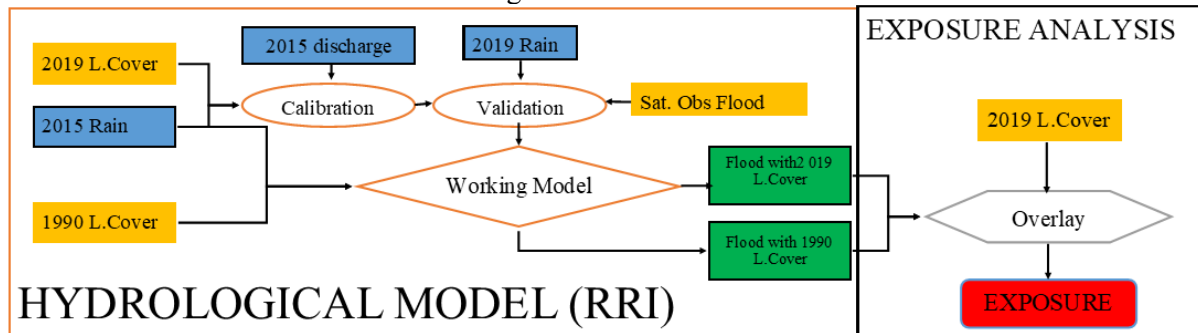 EXPOSURE ANALYSIS
2015 discharge
2019 Rain
2019 L.Cover
Calibration
Validation
Sat. Obs Flood
2015 Rain
2019 L.Cover
Flood with2 019
L.Cover
Working Model
1990 L.Cover
Overlay
Flood with 1990
L.Cover
HYDROLOGICAL MODEL (RRI)
EXPOSURE